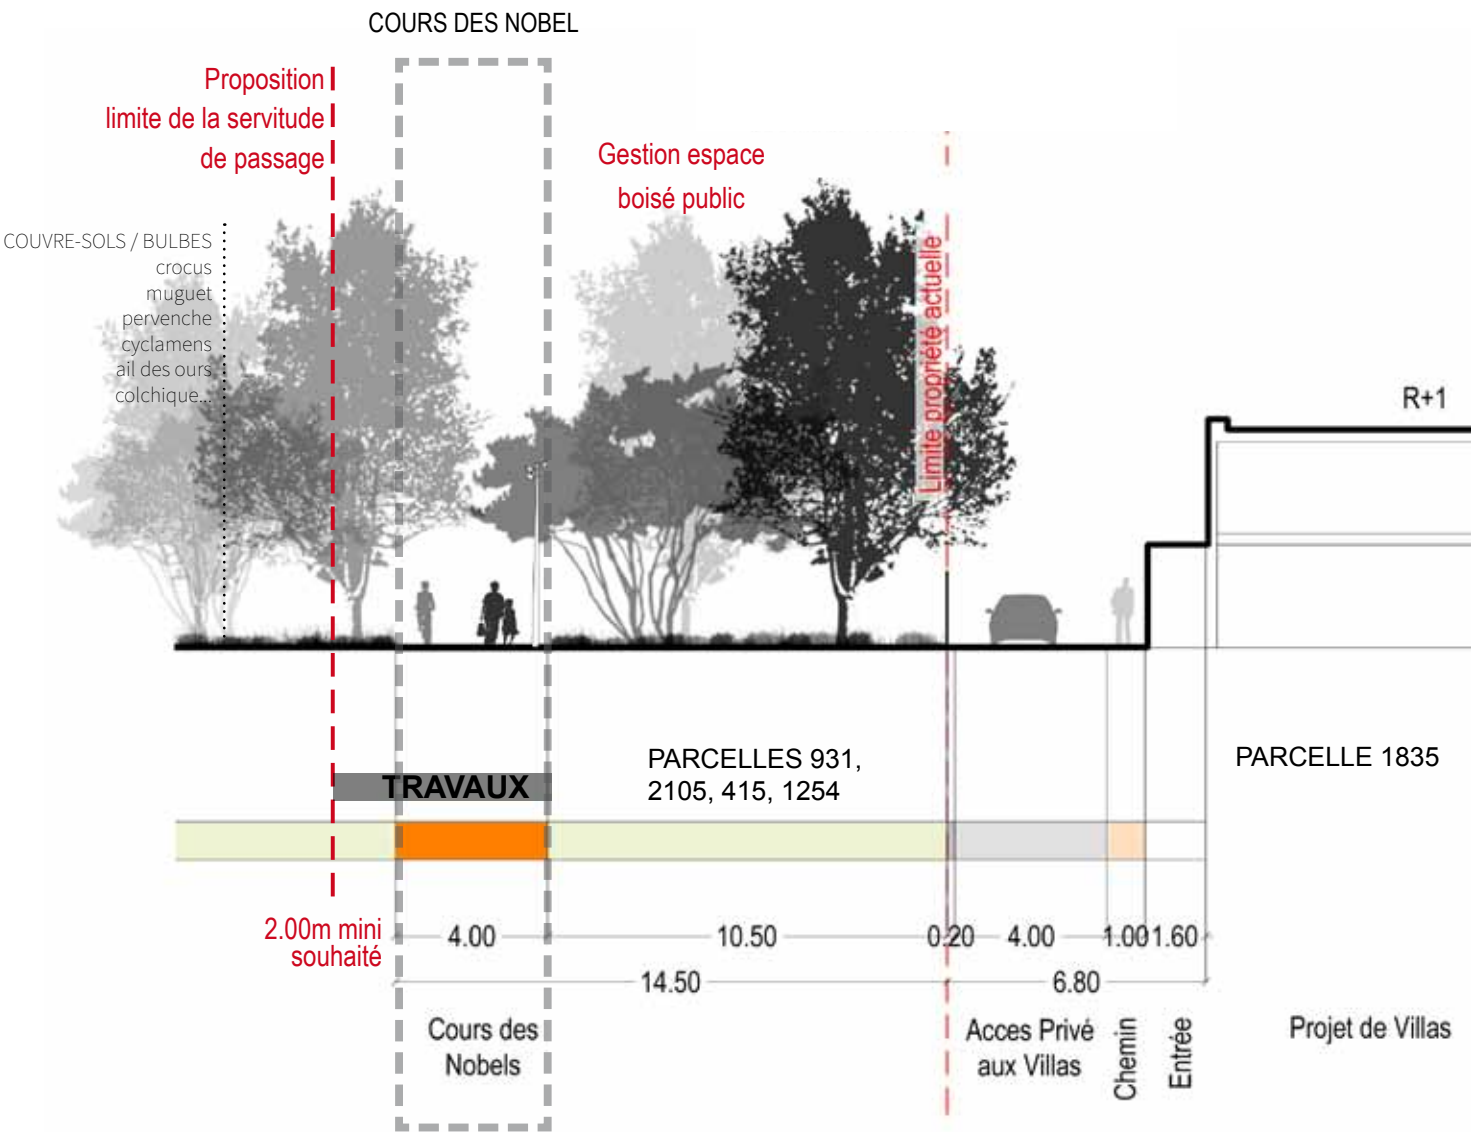 COURS DES NOBEL
Proposition
limite de la servitude
de passage
Gestion espace
boisé public
COUVRE-SOLS / BULBES
crocus
muguet
pervenche
cyclamens
ail des ours
colchique...
Limite propriété actuelle
R+1
TRAVAUX
PARCELLES 931,
2105, 415, 1254
PARCELLE 1835
2.00m mini
souhaité
4.00
10.50
0.20
4.00
1.00
1.60
14.50
6.80
Cours des
Nobels
Acces Privé
aux Villas
Chemin
Entrée
Projet de Villas